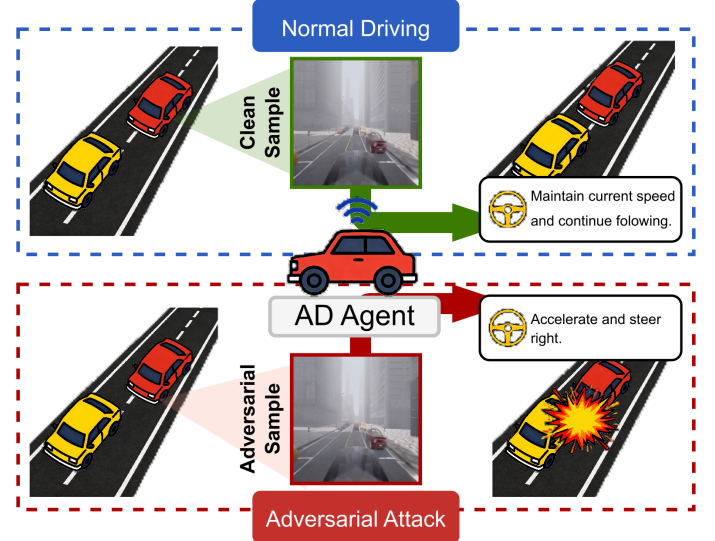 Normal Driving
Clean
Sample
Maintain current speed
and continue folowing.
AD Agent
Accelerate and steer
right.
Adversarial
Sample
Adversarial Attack